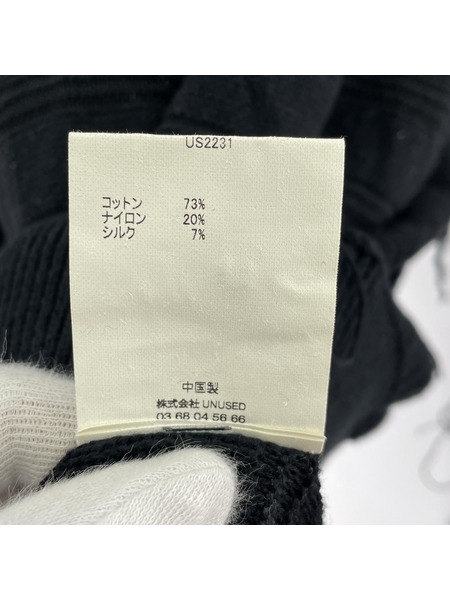 US2231
コットン 73%
ナイロン 20%
シルク 7%
中国製
株式会社 UNUSED
03 68 04 56 66